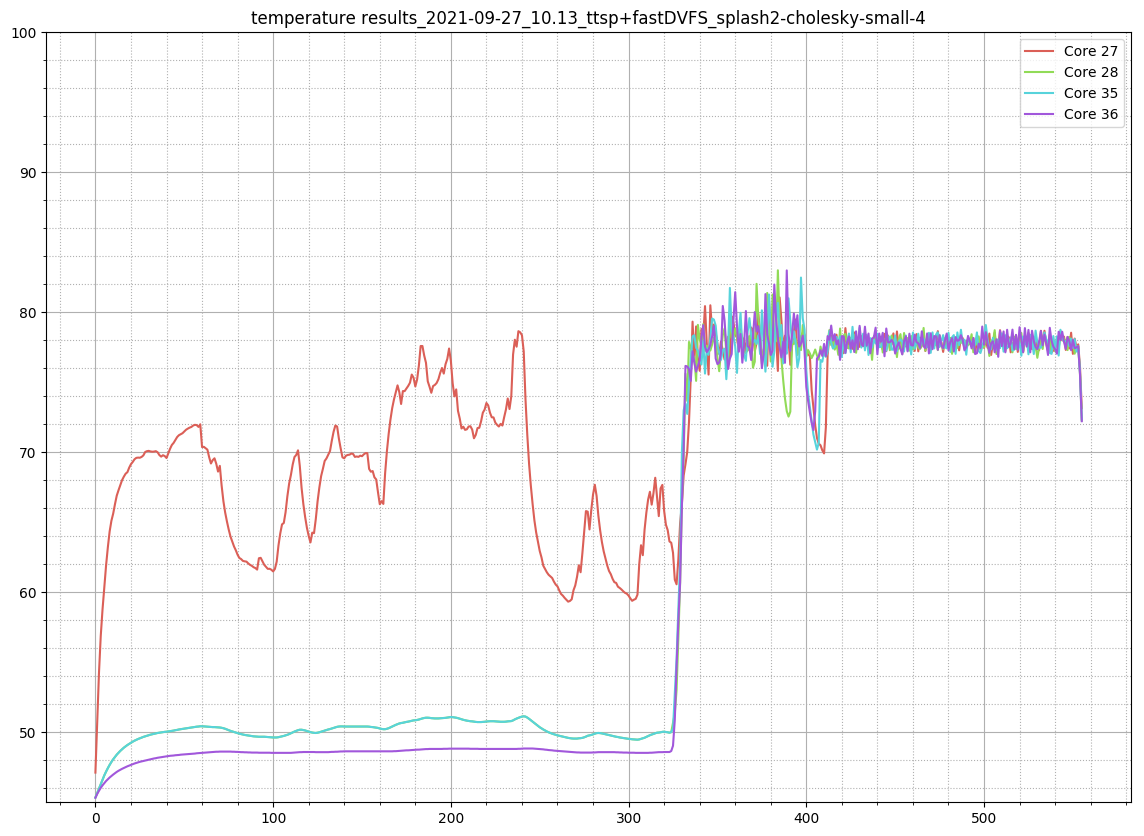 temperature results_2021-09-27_10.13_ttsp+fastDVFS_splash2-cholesky-small-4
Core 27
Core 28
Core 35
Core 36
100
90
80
70
60
50
0 100 200 300 400 500